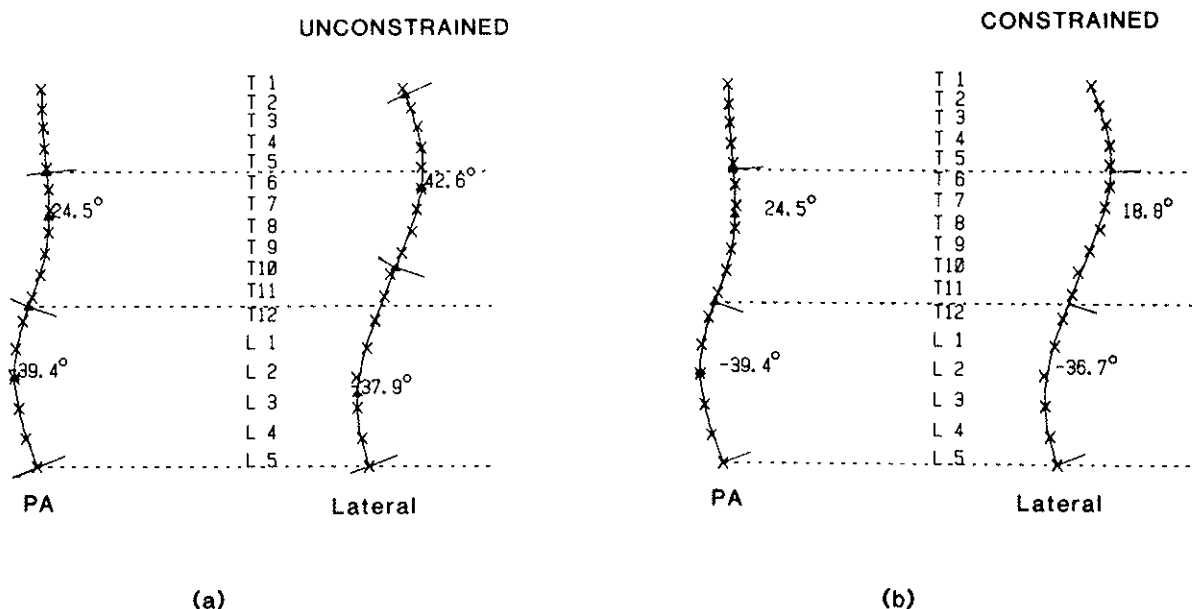 UNCONSTRAINED
T 1
T 2
T 3
T 4
T 5
T 6
T 7
T 8
T 9
T10
T11
T12
L 1
L 2
L 3
L 4
L 5
24.5°
-39.4°
42.6°
-37.9°
PA
Lateral
(a)
CONSTRAINED
T 1
T 2
T 3
T 4
T 5
T 6
T 7
T 8
T 9
T10
T11
T12
L 1
L 2
L 3
L 4
L 5
24.5°
-39.4°
18.8°
-36.7°
PA
Lateral
(b)